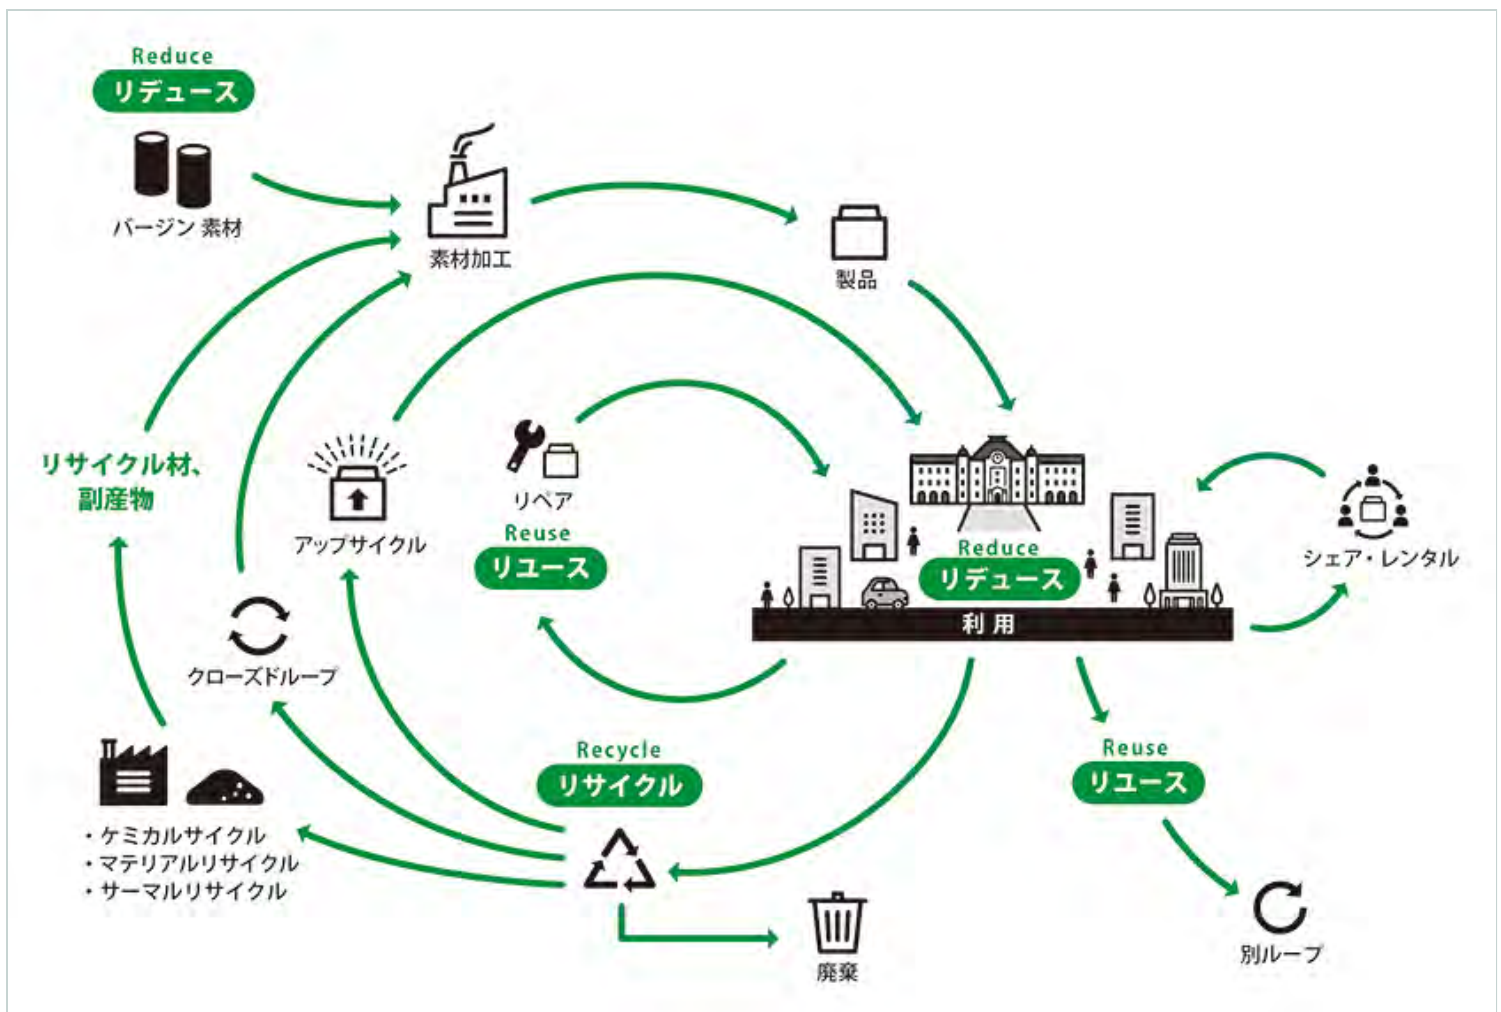 Reduce
リデュース
バージン 素材
素材加工
製品
リサイクル材、
副産物
アップサイクル
リペア
Reuse
リユース
Reduce
リデュース
利用
シェア・レンタル
クローズドループ
Recycle
リサイクル
Reuse
リユース
・ケミカルサイクル
・マテリアルリサイクル
・サーマルリサイクル
廃棄
別ループ